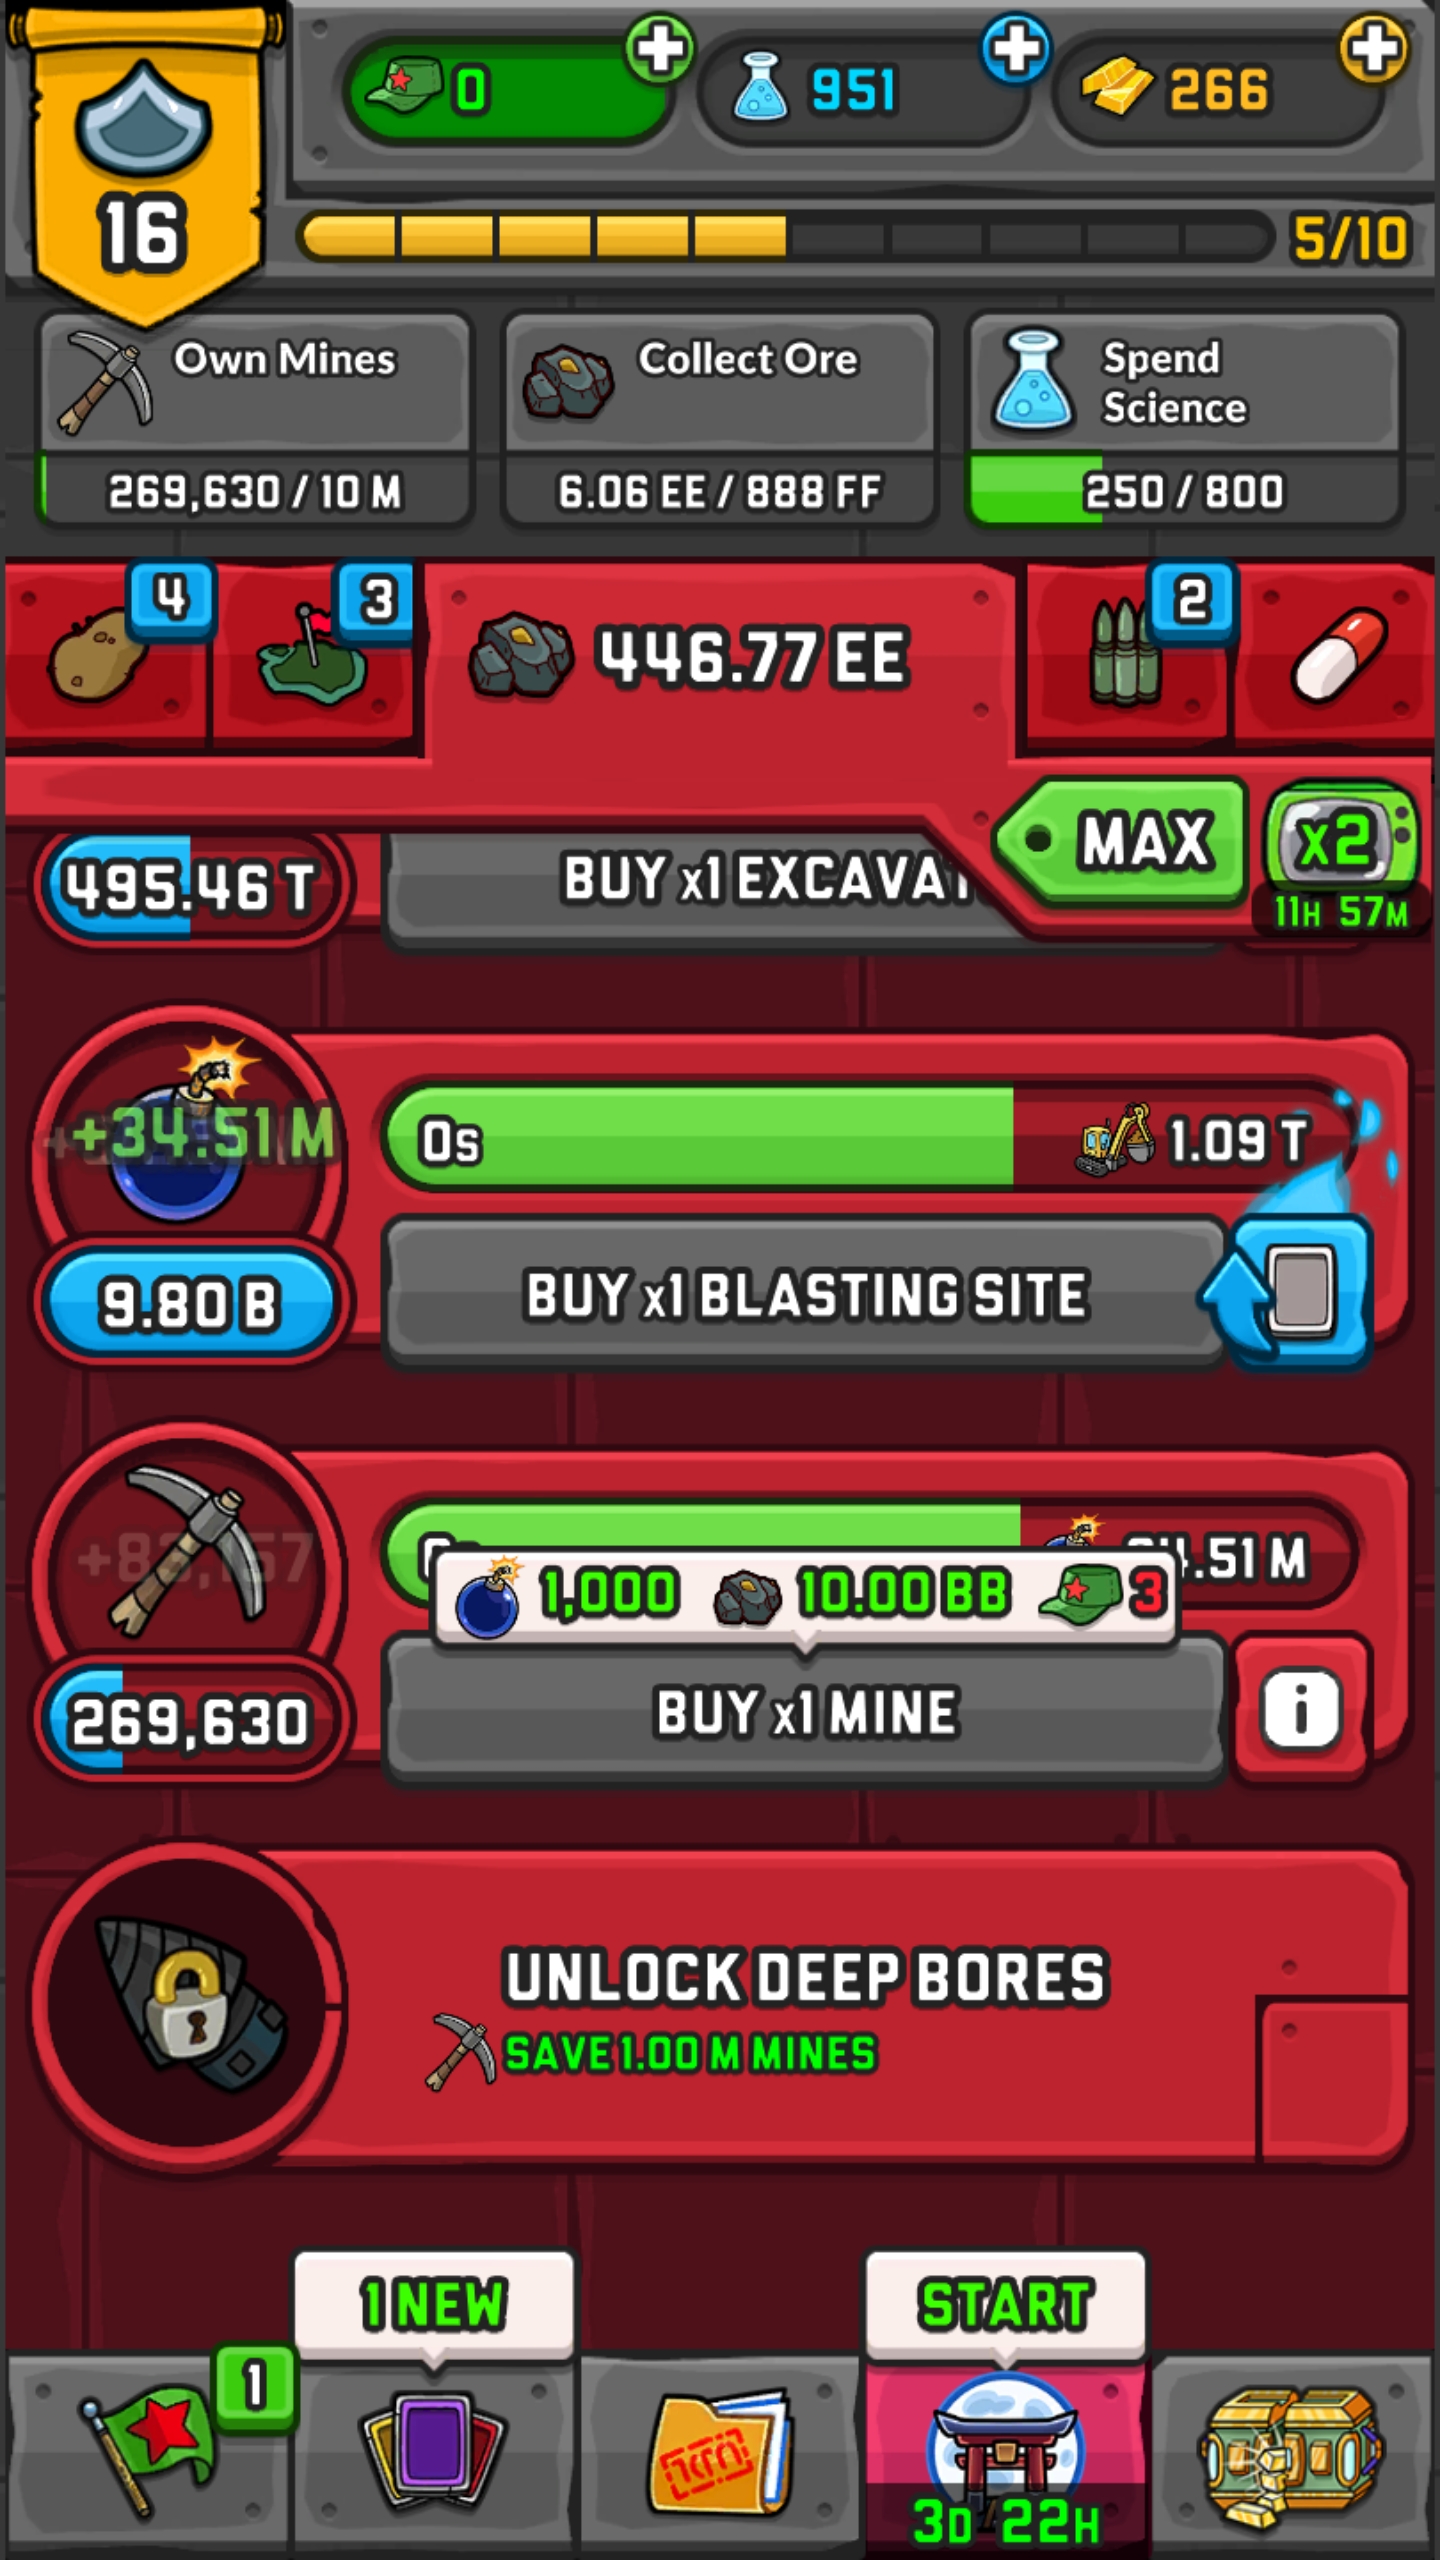 0
951
266
16
5/10
Own Mines
Collect Ore
Spend
Science
269,630 / 10 M
6.06 EE / 888 FF
250 / 800
4
3
446.77 EE
2
MAX
x2
11H 57M
495.46 T
BUY x1
+34.51 M
0s
1.09 T
9.80 B
BUY x1 BLASTING SITE
.51 M
1,000
10.00 BB
3
269,630
BUY x1 MINE
i
UNLOCK DEEP BORES
SAVE 1.00 M MINES
1 NEW
START
1
3D 22H